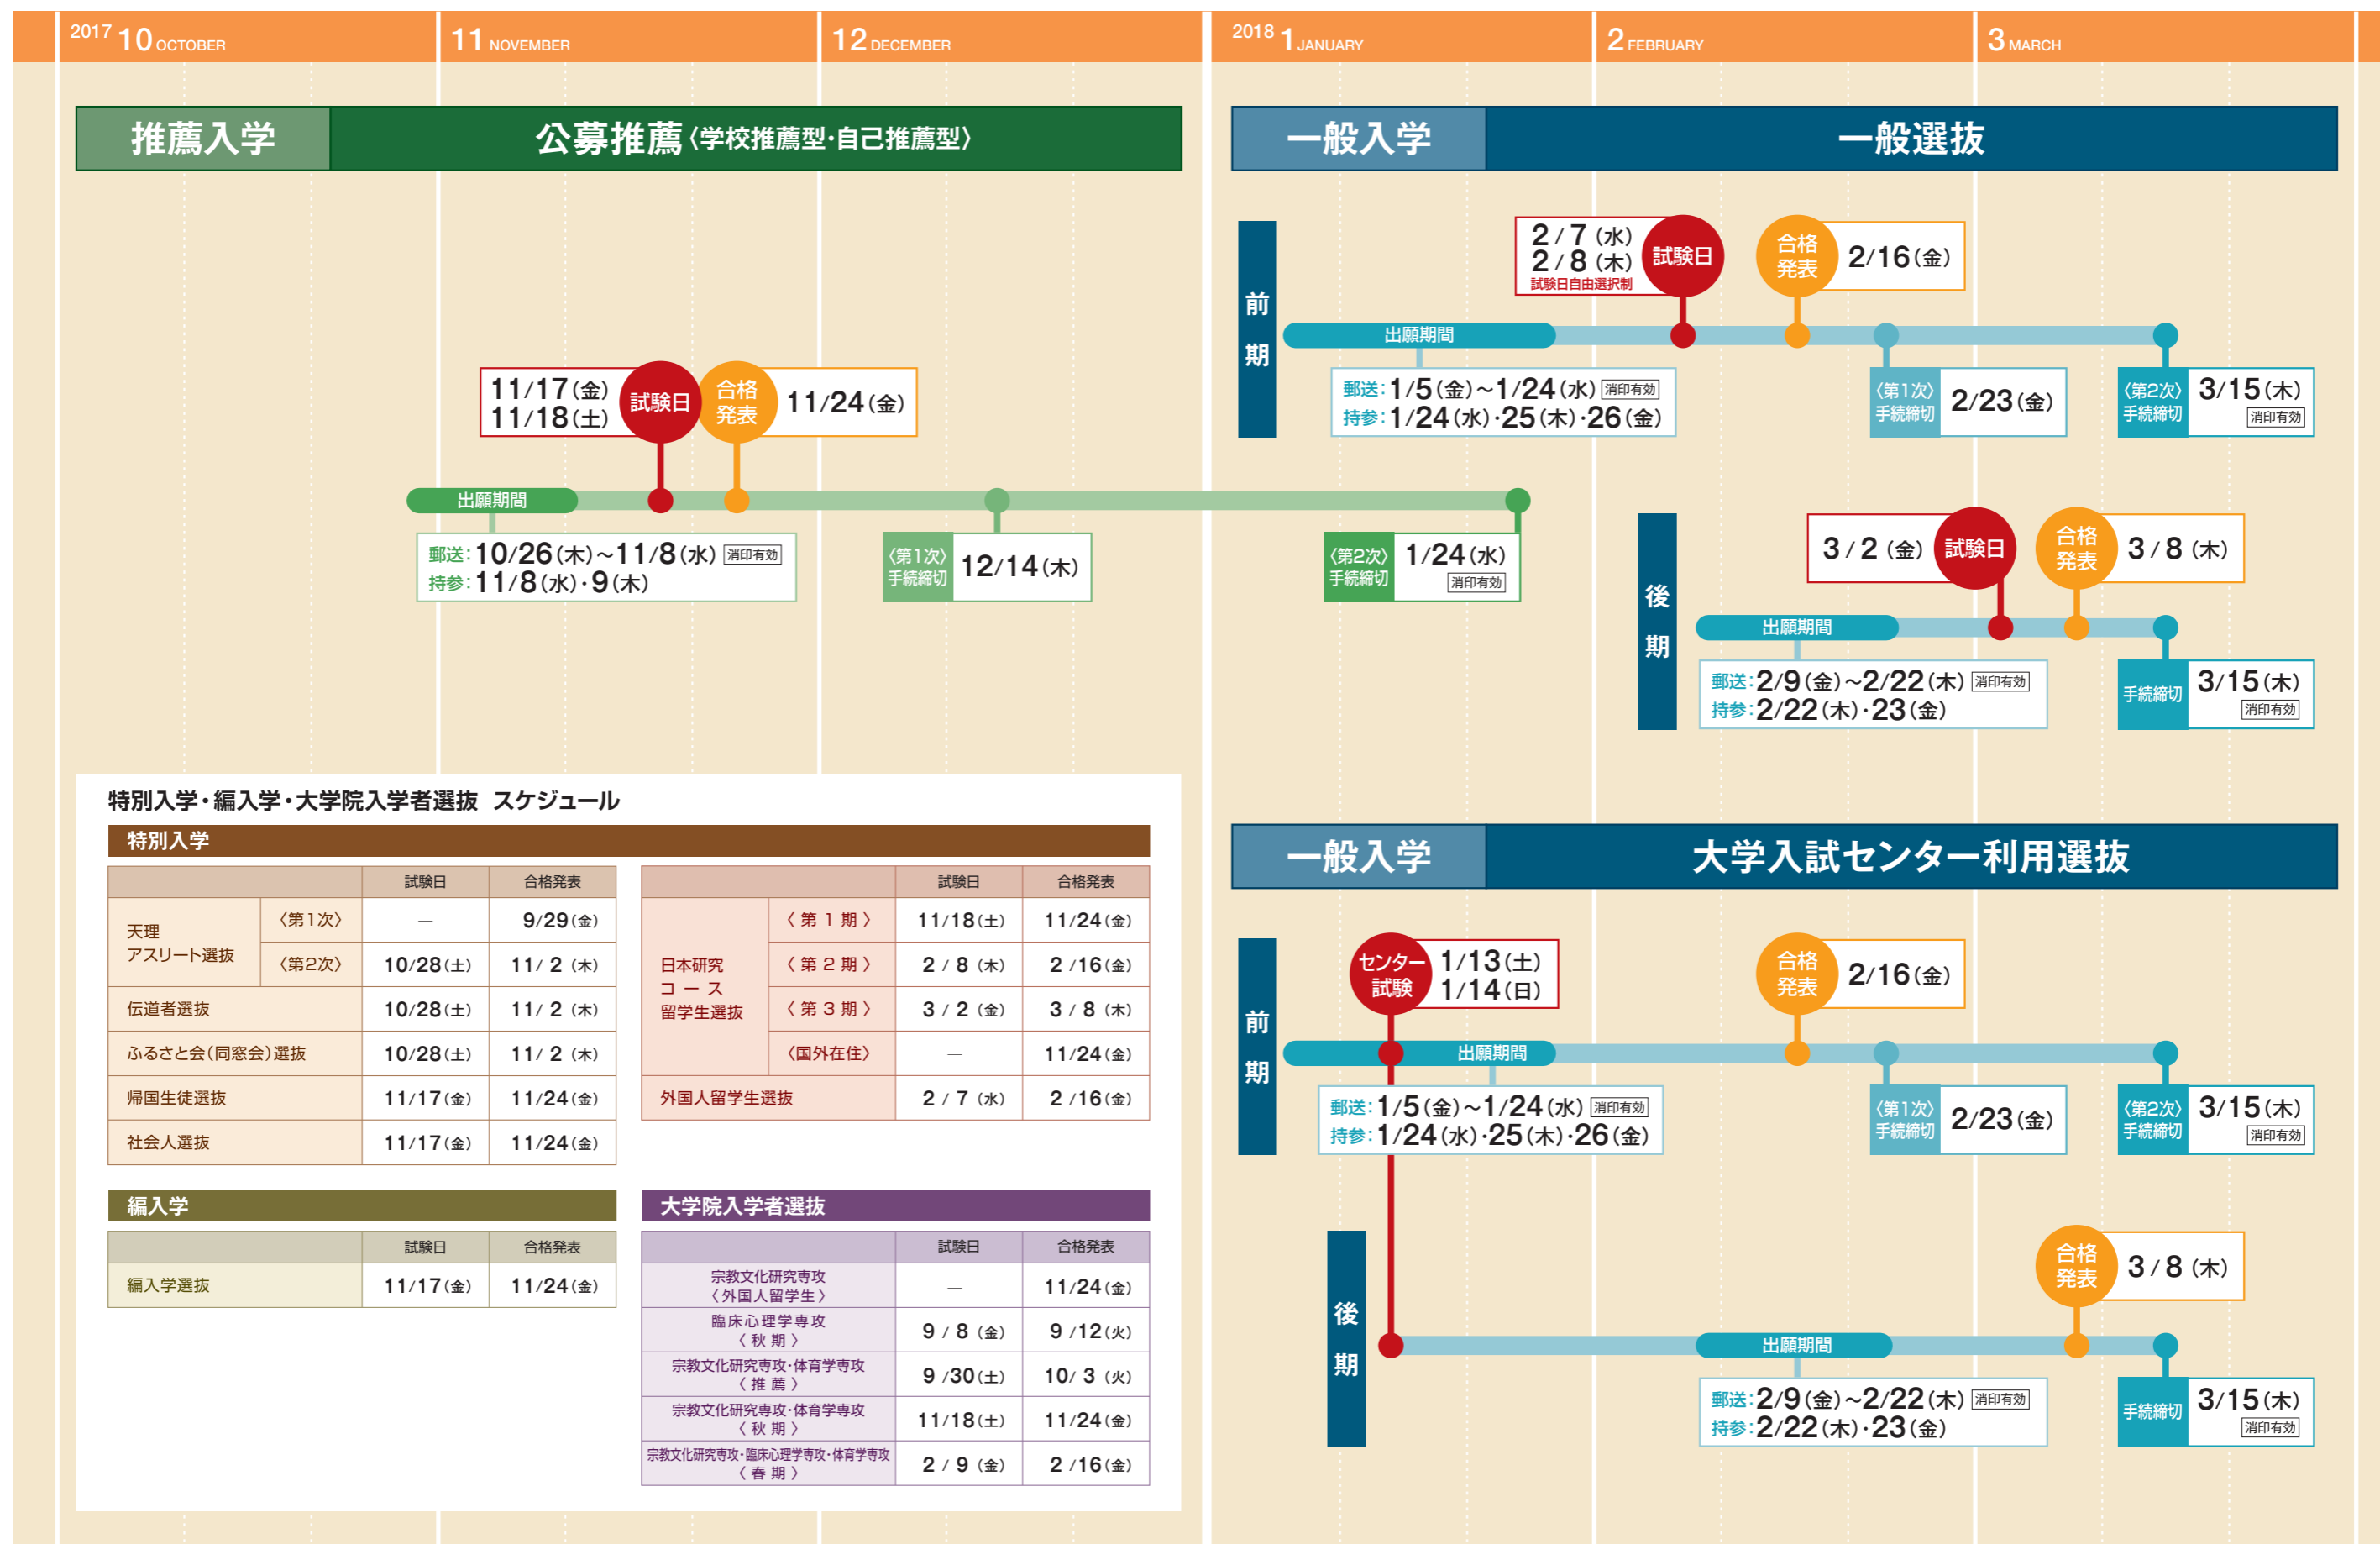 2017 10 OCTOBER
11 NOVEMBER
12 DECEMBER
2018 1 JANUARY
2 FEBRUARY
3 MARCH
推薦入学
公募推薦〈学校推薦型・自己推薦型〉
11/17(金)
11/18(土)
試験日
合格
発表
11/24(金)
出願期間
郵送：10/26(木)～11/8(水) 消印有効
持参：11/8(水)・9(木)
〈第1次〉
手続締切
12/14(木)
〈第2次〉
手続締切
1/24(水)
消印有効
一般入学
一般選抜
前期
2/7(水)
2/8(木)
試験日自由選択制
試験日
合格
発表
2/16(金)
出願期間
郵送：1/5(金)～1/24(水) 消印有効
持参：1/24(水)・25(木)・26(金)
〈第1次〉
手続締切
2/23(金)
〈第2次〉
手続締切
3/15(木)
消印有効
後期
3/2(金)
試験日
合格
発表
3/8(木)
出願期間
郵送：2/9(金)～2/22(木) 消印有効
持参：2/22(木)・23(金)
手続締切
3/15(木)
消印有効
特別入学・編入学・大学院入学者選抜 スケジュール
特別入学
試験日 合格発表
天理
アスリート選抜
〈第1次〉 — 9/29(金)
〈第2次〉 10/28(土) 11/2(木)
伝道者選抜 10/28(土) 11/2(木)
ふるさと会(同窓会)選抜 10/28(土) 11/2(木)
帰国生徒選抜 11/17(金) 11/24(金)
社会人選抜 11/17(金) 11/24(金)
試験日 合格発表
日本研究
コース
留学生選抜
〈第1期〉 11/18(土) 11/24(金)
〈第2期〉 2/8(木) 2/16(金)
〈第3期〉 3/2(金) 3/8(木)
〈国外在住〉 — 11/24(金)
外国人留学生選抜 2/7(水) 2/16(金)
編入学
試験日 合格発表
編入学選抜 11/17(金) 11/24(金)
大学院入学者選抜
試験日 合格発表
宗教文化研究専攻
〈外国人留学生〉 — 11/24(金)
臨床心理学専攻
〈秋期〉 9/8(金) 9/12(火)
宗教文化研究専攻・体育学専攻
〈推薦〉 9/30(土) 10/3(火)
宗教文化研究専攻・体育学専攻
〈秋期〉 11/18(土) 11/24(金)
宗教文化研究専攻・臨床心理学専攻・体育学専攻
〈春期〉 2/9(金) 2/16(金)
一般入学
大学入試センター利用選抜
前期
センター
試験
1/13(土)
1/14(日)
合格
発表
2/16(金)
出願期間
郵送：1/5(金)～1/24(水) 消印有効
持参：1/24(水)・25(木)・26(金)
〈第1次〉
手続締切
2/23(金)
〈第2次〉
手続締切
3/15(木)
消印有効
後期
合格
発表
3/8(木)
出願期間
郵送：2/9(金)～2/22(木) 消印有効
持参：2/22(木)・23(金)
手続締切
3/15(木)
消印有効